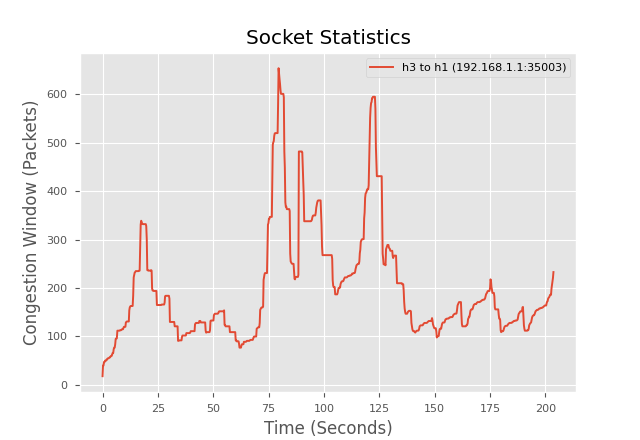 Socket Statistics
h3 to h1 (192.168.1.1:35003)
Congestion Window (Packets)
600
500
400
300
200
100
0
0 25 50 75 100 125 150 175 200
Time (Seconds)